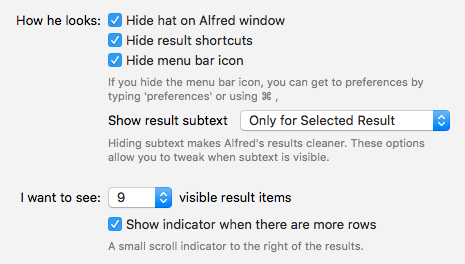 How he looks: Hide hat on Alfred window
Hide result shortcuts
Hide menu bar icon
If you hide the menu bar icon, you can get to preferences by
typing 'preferences' or using ⌘ ,
Show result subtext Only for Selected Result
Hiding subtext makes Alfred's results cleaner. These options
allow you to tweak when subtext is visible.
I want to see: 9 visible result items
Show indicator when there are more rows
A small scroll indicator to the right of the results.